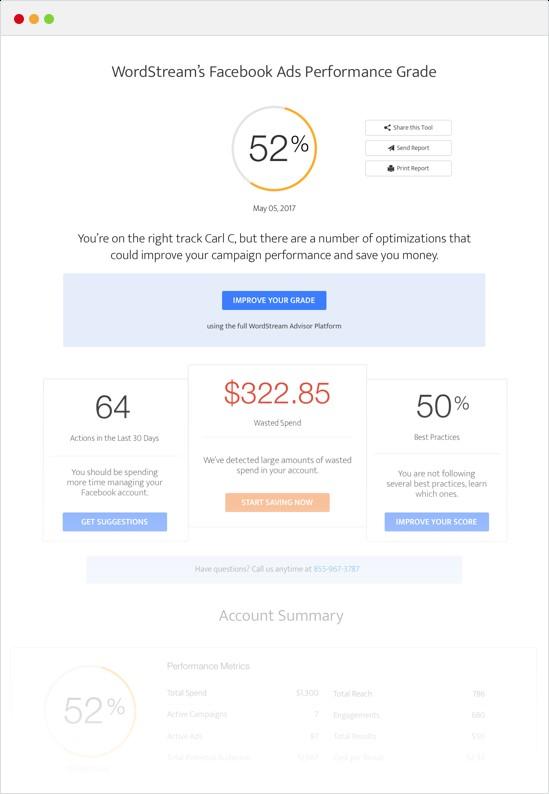 WordStream's Facebook Ads Performance Grade
52%
Share this Tool
Send Report
Print Report
May 05, 2017
You're on the right track Carl C, but there are a number of optimizations that
could improve your campaign performance and save you money.
IMPROVE YOUR GRADE
using the full WordStream Advisor Platform
64
Actions in the Last 30 Days
You should be spending
more time managing your
Facebook account.
GET SUGGESTIONS
$322.85
Wasted Spend
We've detected large amounts of wasted
spend in your account.
START SAVING NOW
50%
Best Practices
You are not following
several best practices, learn
which ones.
IMPROVE YOUR SCORE
Have questions? Call us anytime at 855-967-3787
Account Summary
52%
Performance Metrics
Total Spend $1,300 Total Reach 786
Active Campaigns 7 Engagements 680
Active Ads Total Results
Total Potential Audience Cost per Result